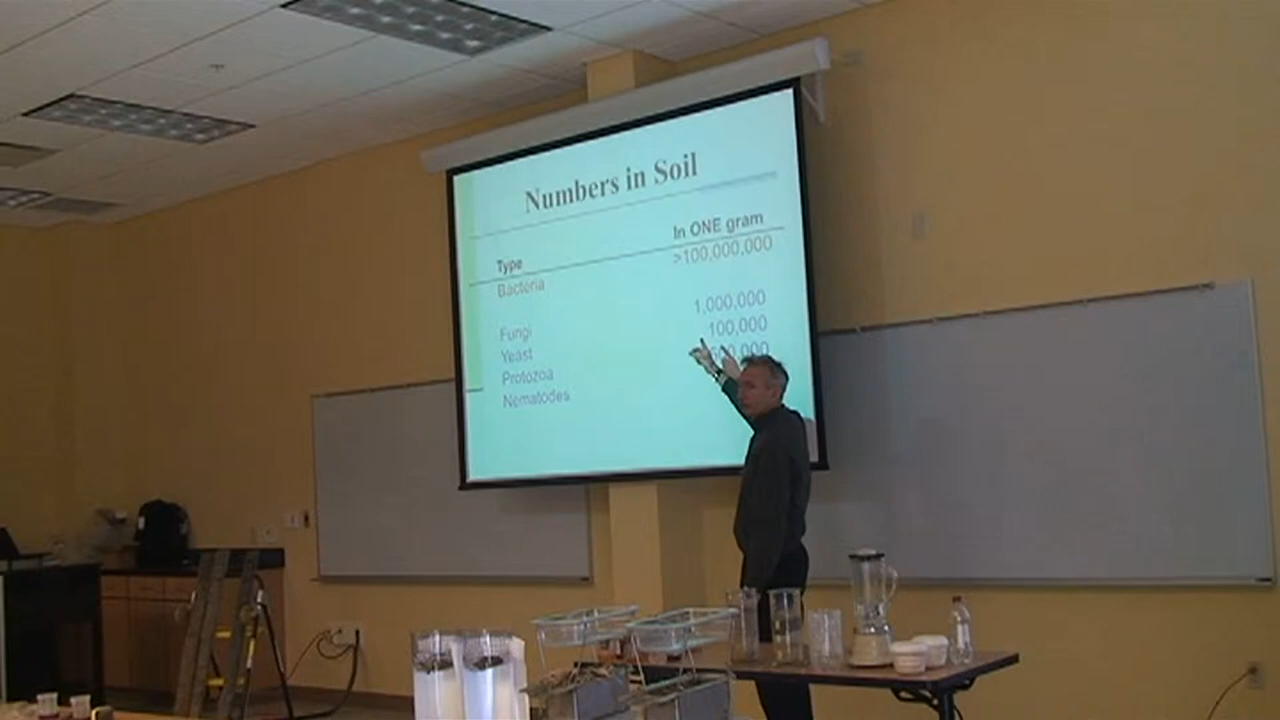 Numbers in Soil
Type In ONE gram
Bacteria >100,000,000
Fungi 1,000,000
Yeast 100,000
Protozoa
Nematodes